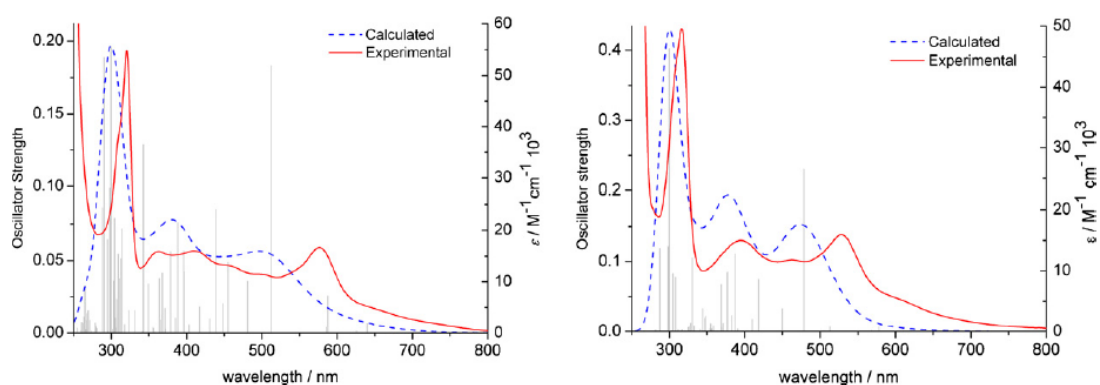 Calculated
Experimental
Oscillator Strength
0.20
0.15
0.10
0.05
0.00
60
50
40
30
20
10
0
ε / M⁻¹cm⁻¹ 10³
300 400 500 600 700 800
wavelength / nm
Calculated
Experimental
Oscillator strength
0.4
0.3
0.2
0.1
0.0
50
40
30
20
10
0
ε / M⁻¹ çm⁻¹ 10³
300 400 500 600 700 800
wavelength / nm